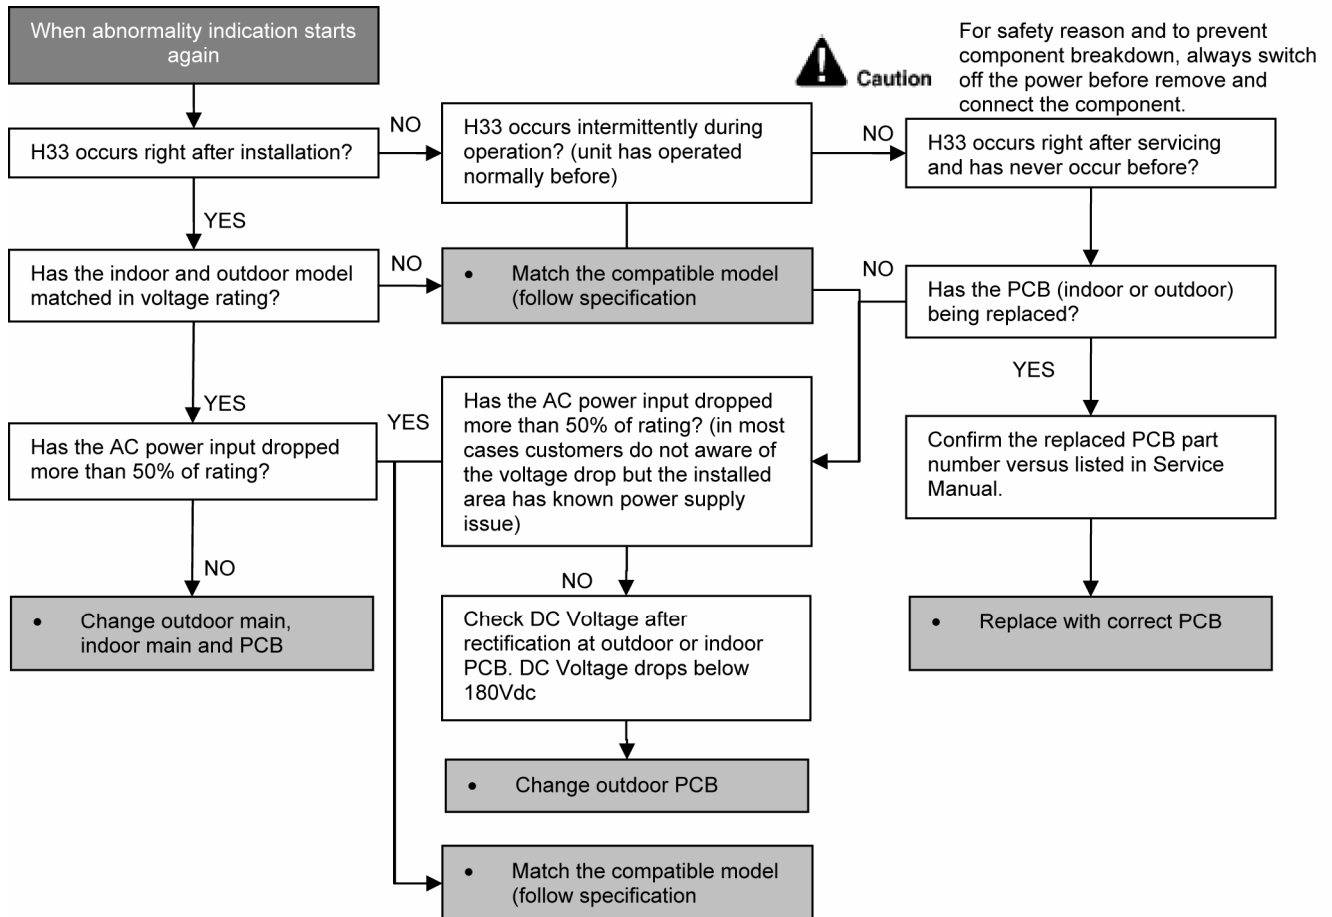 When abnormality indication starts
again
Caution
For safety reason and to prevent
component breakdown, always switch
off the power before remove and
connect the component.
H33 occurs right after installation?
NO
H33 occurs intermittently during
operation? (unit has operated
normally before)
NO
H33 occurs right after servicing
and has never occur before?
YES
Has the indoor and outdoor model
matched in voltage rating?
NO
• Match the compatible model
(follow specification
NO
Has the PCB (indoor or outdoor)
being replaced?
YES
YES
Has the AC power input dropped
more than 50% of rating?
YES
Has the AC power input dropped
more than 50% of rating? (in most
cases customers do not aware of
the voltage drop but the installed
area has known power supply
issue)
Confirm the replaced PCB part
number versus listed in Service
Manual.
NO
• Change outdoor main,
indoor main and PCB
NO
Check DC Voltage after
rectification at outdoor or indoor
PCB. DC Voltage drops below
180Vdc
• Replace with correct PCB
• Change outdoor PCB
• Match the compatible model
(follow specification